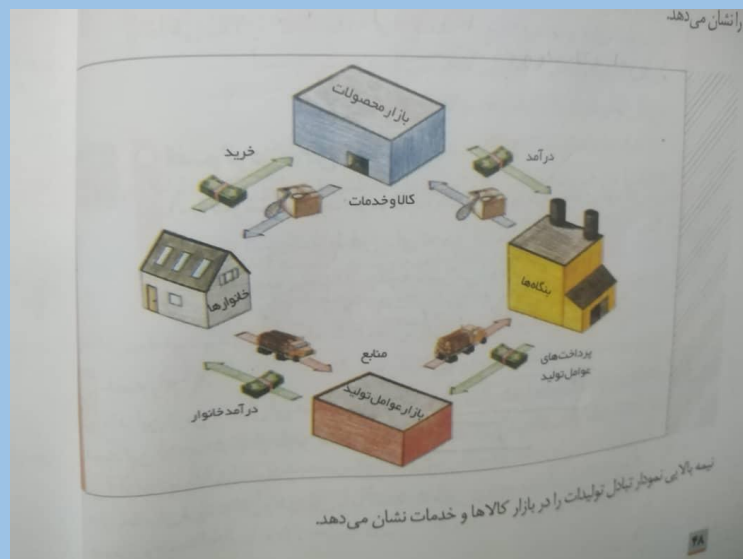 را نشان می‌دهد.
بازار محصولات
خرید
درآمد
کالا و خدمات
خانوارها
بنگاه‌ها
منابع
پرداخت‌های
عوامل تولید
بازار عوامل تولید
درآمد خانوار
نیمه بالایی نمودار تبادل تولیدات را در بازار کالاها و خدمات نشان می‌دهد.
۴۸